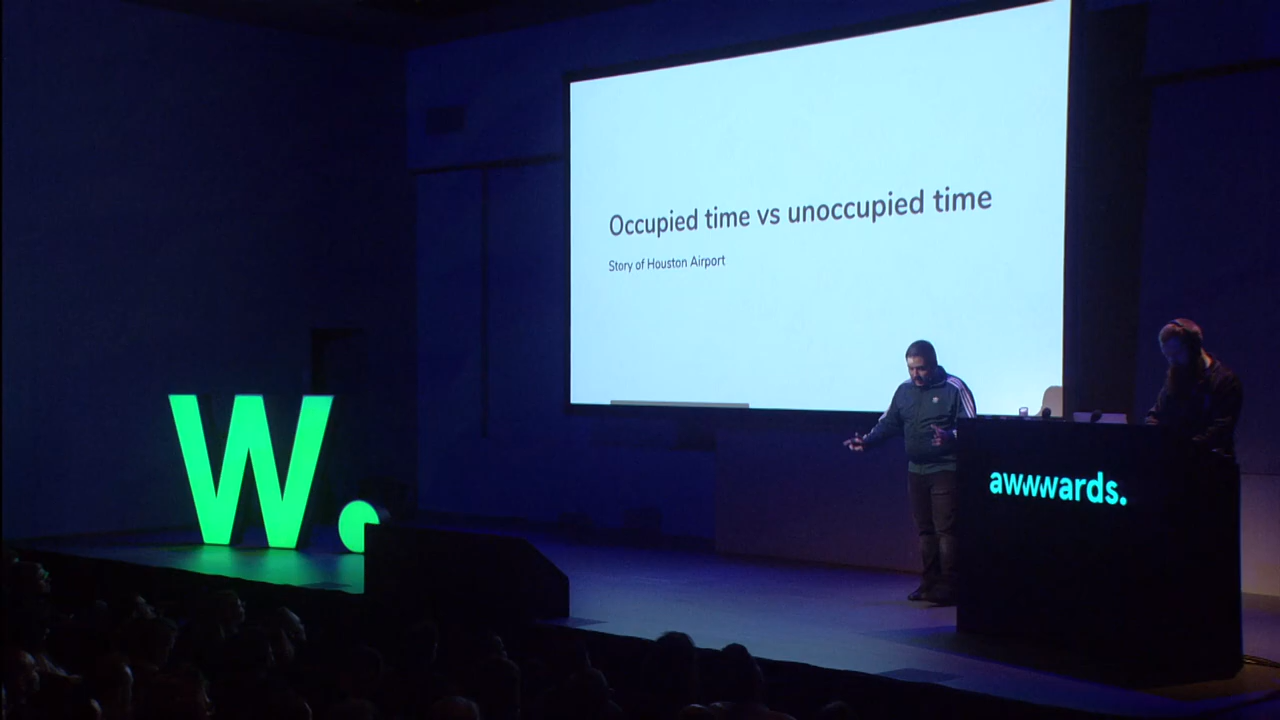 Occupied time vs unoccupied time
Story of Houston Airport
W.
awwwards.